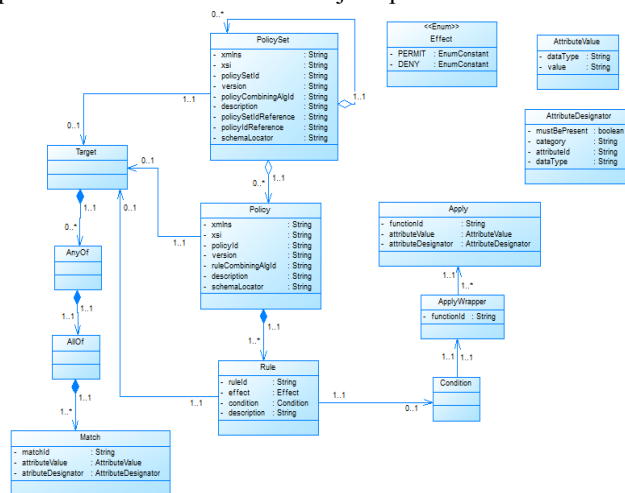 0..*
PolicySet
- xmlns : String
- xsi : String
- policySetId : String
- version : String
- policyCombiningAlgId : String
- description : String
- policySetIdReference : String
- policyIdReference : String
- schemaLocator : String
1..1
1..1
0..1
1..1
0..*
<<Enum>>
Effect
- PERMIT : EnumConstant
- DENY : EnumConstant
AttributeValue
- dataType : String
- value : String
AttributeDesignator
- mustBePresent : boolean
- category : String
- attributeId : String
- dataType : String
Target
0..1
1..1
0..1
0..*
Policy
- xmlns : String
- xsi : String
- policyId : String
- version : String
- ruleCombiningAlgId : String
- description : String
- schemaLocator : String
1..1
1..1
1..*
Apply
- functionId : String
- attributeValue : AttributeValue
- attributeDesignator : AttributeDesignator
1..1
1..*
AnyOf
1..1
1..1
ApplyWrapper
- functionId : String
1..1
1..1
AllOf
1..1
1..*
Rule
- ruleId : String
- effect : Effect
- condition : Condition
- description : String
1..1
1..1
0..1
Condition
Match
- matchId : String
- attributeValue : AttributeValue
- atributeDesignator : AttributeDesignator